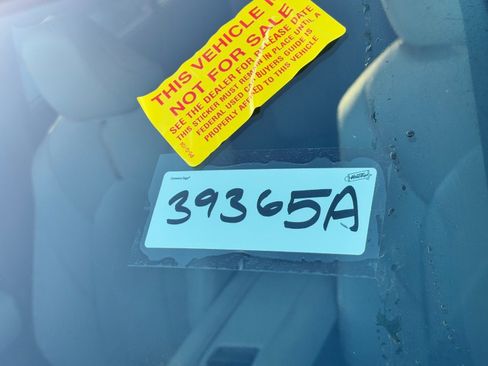 THIS VEHICLE IS
NOT FOR SALE
SEE THE DEALER FOR RELEASE DATE
THIS STICKER MUST REMAIN IN PLACE UNTIL A
FEDERAL USED CAR BUYERS GUIDE IS
PROPERLY AFFIXED TO THIS VEHICLE
39365A